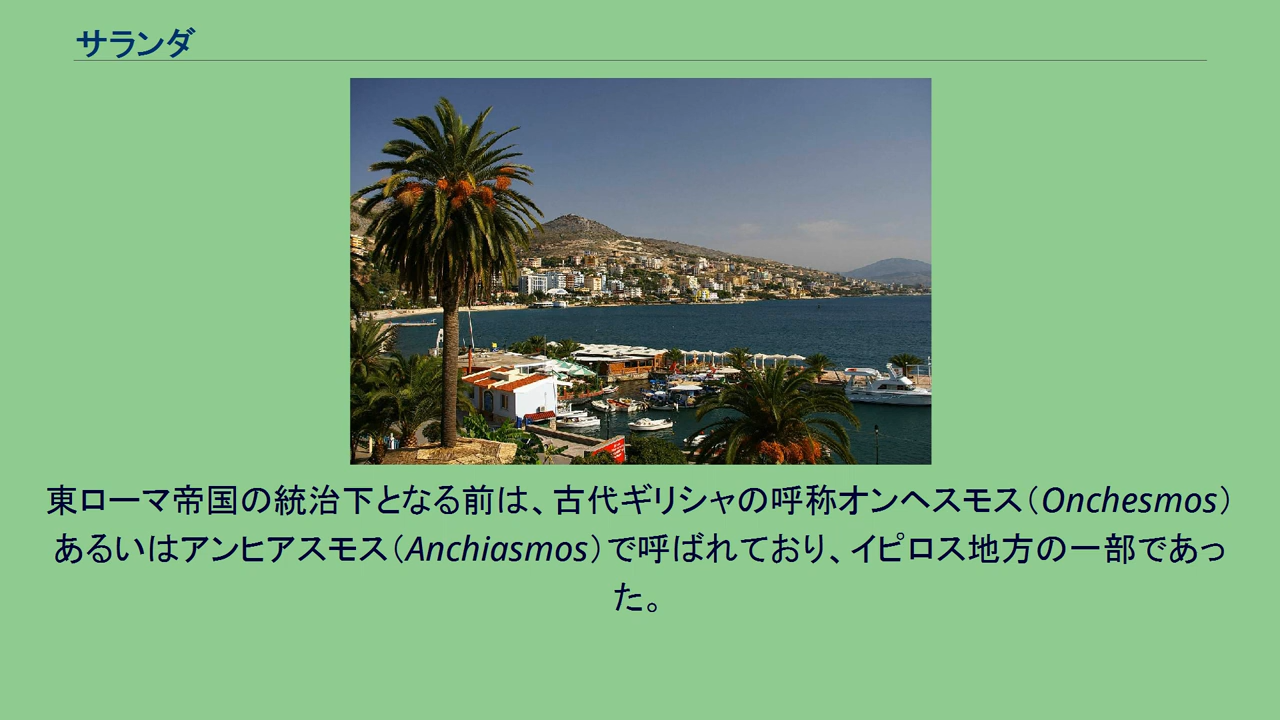 サランダ
東ローマ帝国の統治下となる前は、古代ギリシャの呼称オンヘスモス（Onchesmos）
あるいはアンヒアスモス（Anchiasmos）で呼ばれており、イピロス地方の一部であっ
た。